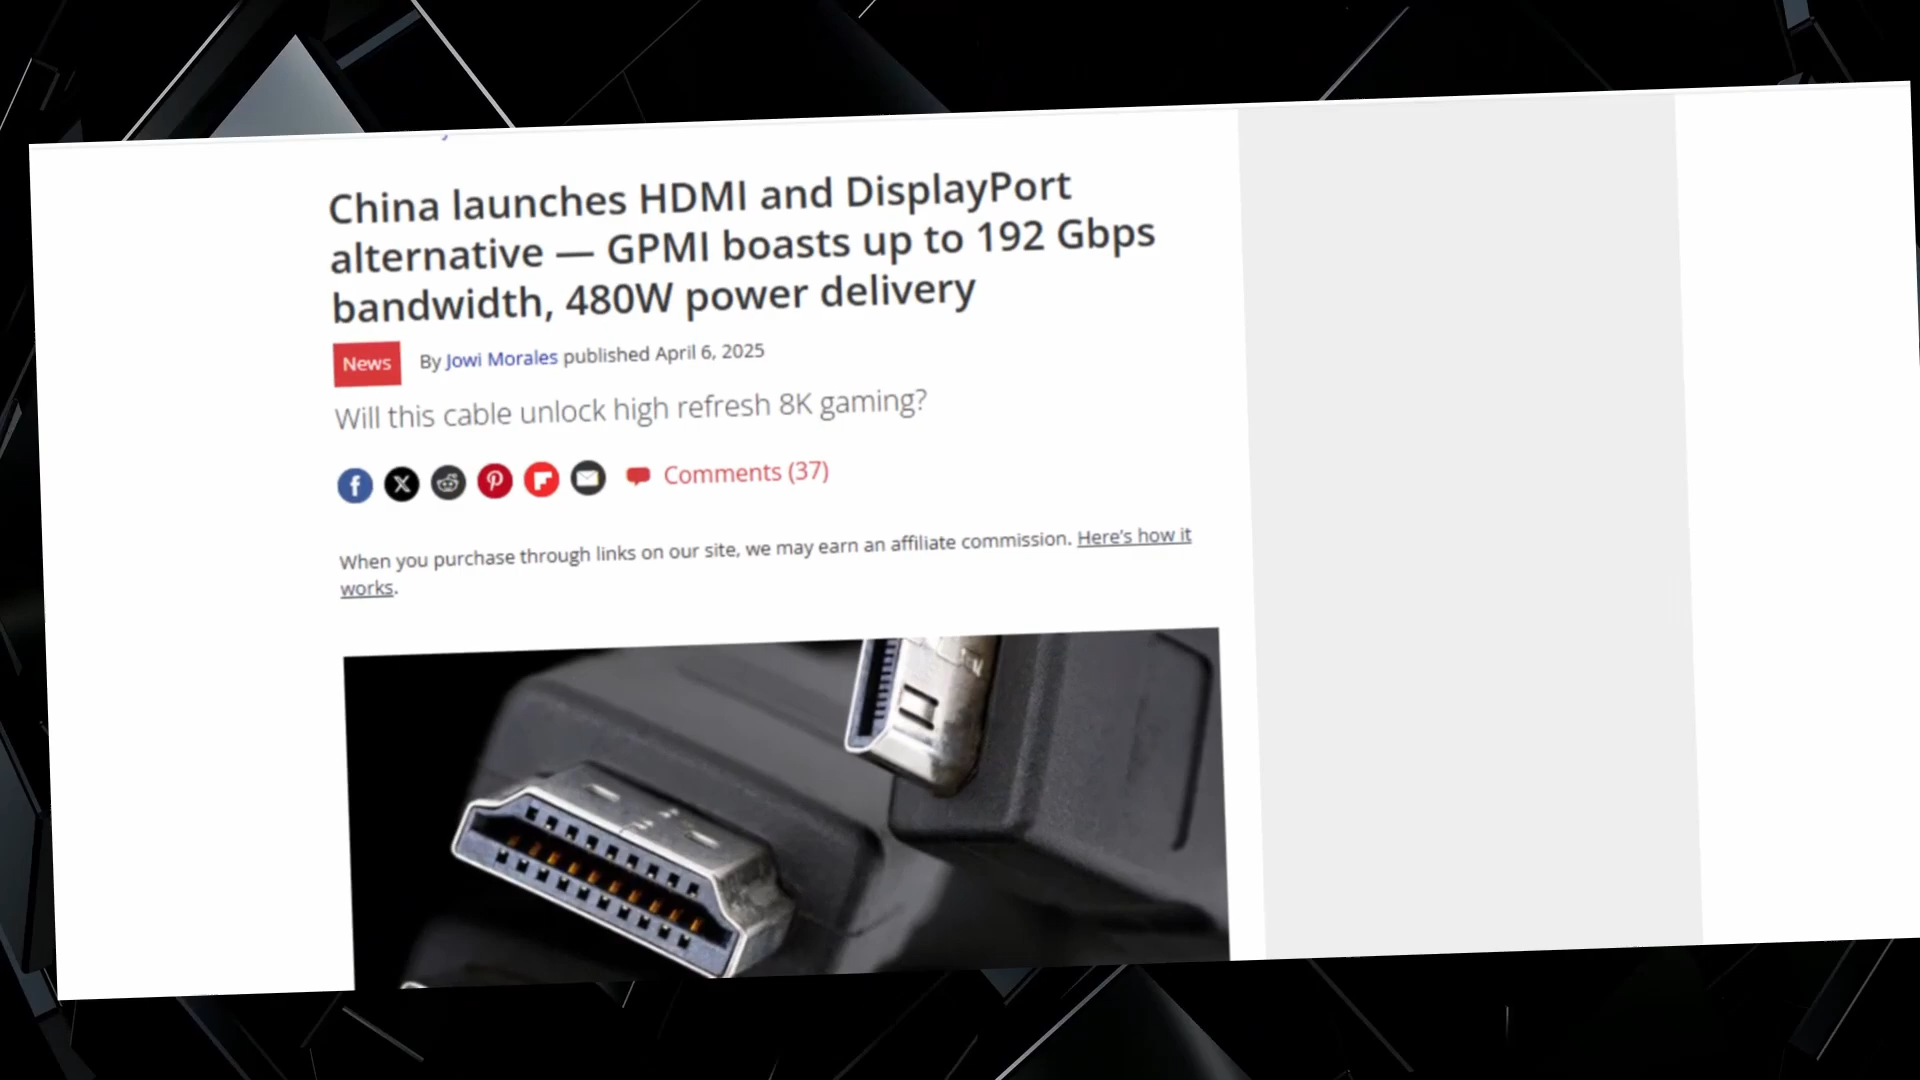 China launches HDMI and DisplayPort
alternative — GPMI boasts up to 192 Gbps
bandwidth, 480W power delivery
News By Jowi Morales published April 6, 2025
Will this cable unlock high refresh 8K gaming?
Comments (37)
When you purchase through links on our site, we may earn an affiliate commission. Here's how it
works.